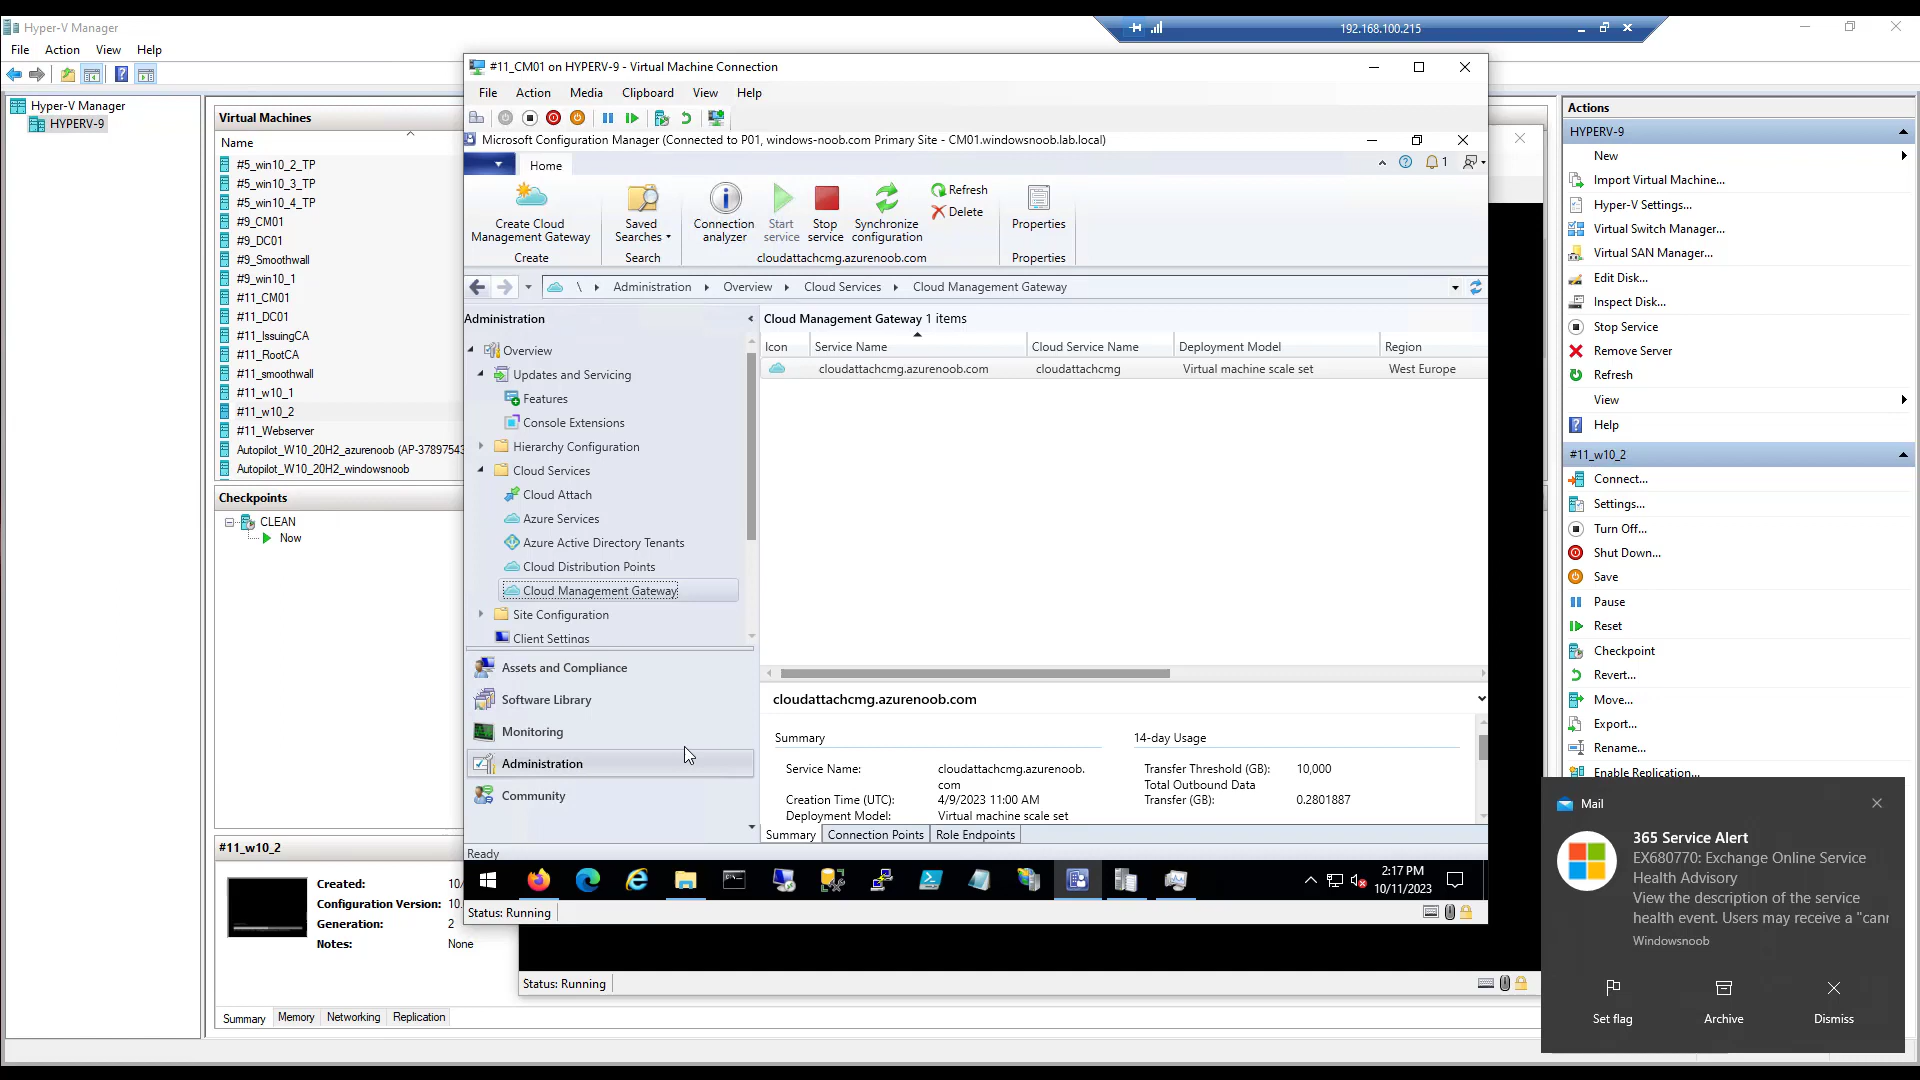 Hyper-V Manager
192.168.100.215
File Action View Help
Hyper-V Manager
HYPERV-9
Virtual Machines
Name
#5_win10_2_TP
#5_win10_3_TP
#5_win10_4_TP
#9_CM01
#9_DC01
#9_Smoothwall
#9_win10_1
#11_CM01
#11_DC01
#11_IssuingCA
#11_RootCA
#11_smoothwall
#11_w10_1
#11_w10_2
#11_Webserver
Autopilot_W10_20H2_azurenoob (AP-37897543
Autopilot_W10_20H2_windowsnoob
Checkpoints
CLEAN
Now
#11_w10_2
Created: 10/
Configuration Version: 10.
Generation: 2
Notes: None
Summary Memory Networking Replication
#11_CM01 on HYPERV-9 - Virtual Machine Connection
File Action Media Clipboard View Help
Microsoft Configuration Manager (Connected to P01, windows-noob.com Primary Site - CM01.windowsnoob.lab.local)
Home
1
Create Cloud
Management Gateway
Create
Saved
Searches
Search
Connection
analyzer
Start
service
Stop
service
Synchronize
configuration
Refresh
Delete
cloudattachcmg.azurenoob.com
Properties
Properties
\ Administration Overview Cloud Services Cloud Management Gateway
Administration
Overview
Updates and Servicing
Features
Console Extensions
Hierarchy Configuration
Cloud Services
Cloud Attach
Azure Services
Azure Active Directory Tenants
Cloud Distribution Points
Cloud Management Gateway
Site Configuration
Client Settings
Assets and Compliance
Software Library
Monitoring
Administration
Community
Cloud Management Gateway 1 items
Icon Service Name Cloud Service Name Deployment Model Region
cloudattachcmg.azurenoob.com cloudattachcmg Virtual machine scale set West Europe
cloudattachcmg.azurenoob.com
Summary
Service Name: cloudattachcmg.azurenoob.
com
Creation Time (UTC): 4/9/2023 11:00 AM
Deployment Model: Virtual machine scale set
14-day Usage
Transfer Threshold (GB): 10,000
Total Outbound Data
Transfer (GB): 0.2801887
Summary Connection Points Role Endpoints
Ready
2:17 PM
10/11/2023
Status: Running
Status: Running
Actions
HYPERV-9
New
Import Virtual Machine...
Hyper-V Settings...
Virtual Switch Manager...
Virtual SAN Manager...
Edit Disk...
Inspect Disk...
Stop Service
Remove Server
Refresh
View
Help
#11_w10_2
Connect...
Settings...
Turn Off...
Shut Down...
Save
Pause
Reset
Checkpoint
Revert...
Move...
Export...
Rename...
Enable Replication...
Mail
365 Service Alert
EX680770: Exchange Online Service
Health Advisory
View the description of the service
health event. Users may receive a "cann
Windowsnoob
Set flag Archive Dismiss